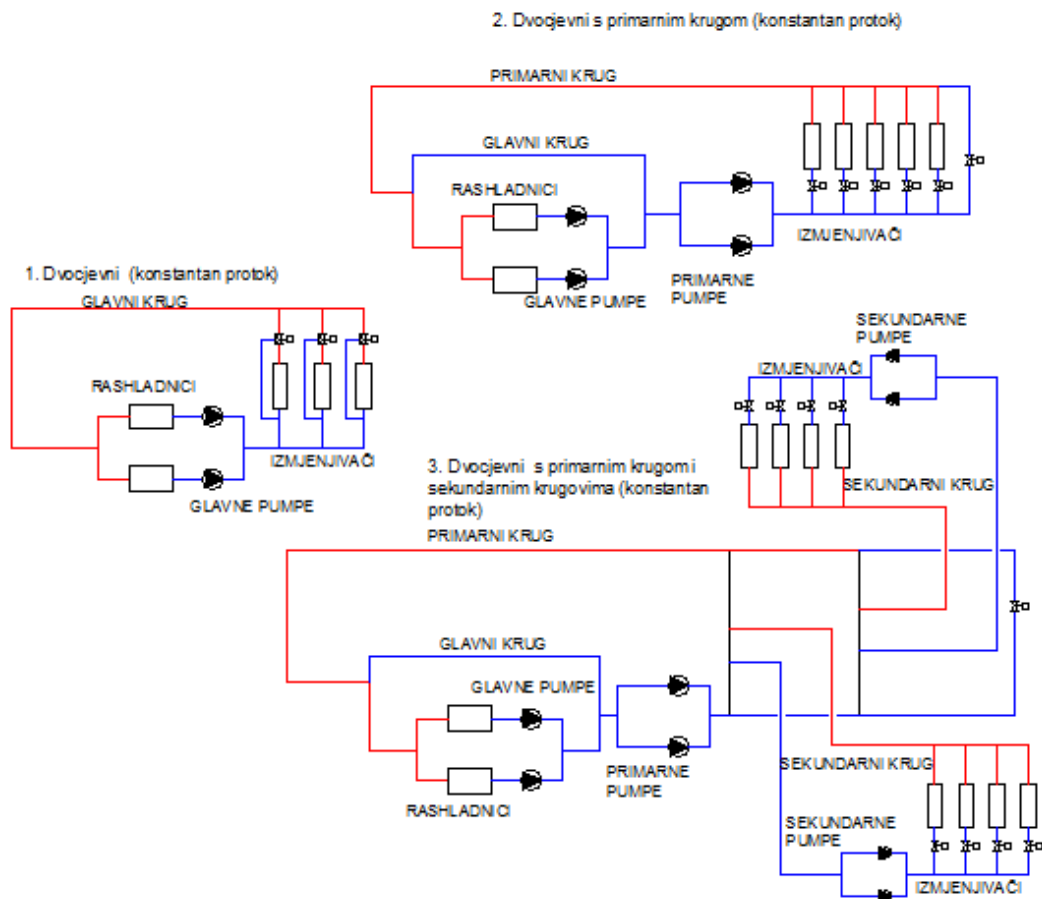 2. Dvocjevni s primarnim krugom (konstantan protok)
PRIMARNI KRUG
GLAVNI KRUG
RASHLADNICI
GLAVNE PUMPE
PRIMARNE
PUMPE
IZMJENJIVAČI
1. Dvocjevni (konstantan protok)
GLAVNI KRUG
RASHLADNICI
GLAVNE PUMPE
IZMJENJIVAČI
3. Dvocjevni s primarnim krugom i
sekundarnim krugovima (konstantan
protok)
PRIMARNI KRUG
SEKUNDARNE
PUMPE
IZMJENJIVAČI
SEKUNDARNI KRUG
GLAVNI KRUG
GLAVNE PUMPE
RASHLADNICI
PRIMARNE
PUMPE
SEKUNDARNI KRUG
SEKUNDARNE
PUMPE
IZMJENJIVAČI